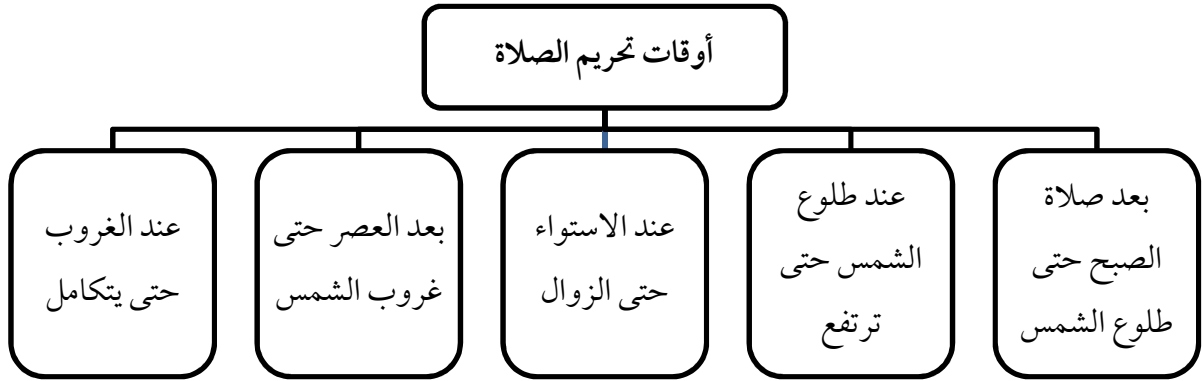 أوقات تحريم الصلاة
بعد صلاة
الصبح حتى
طلوع الشمس
عند طلوع
الشمس حتى
ترتفع
عند الاستواء
حتى الزوال
بعد العصر حتى
غروب الشمس
عند الغروب
حتى يتكامل